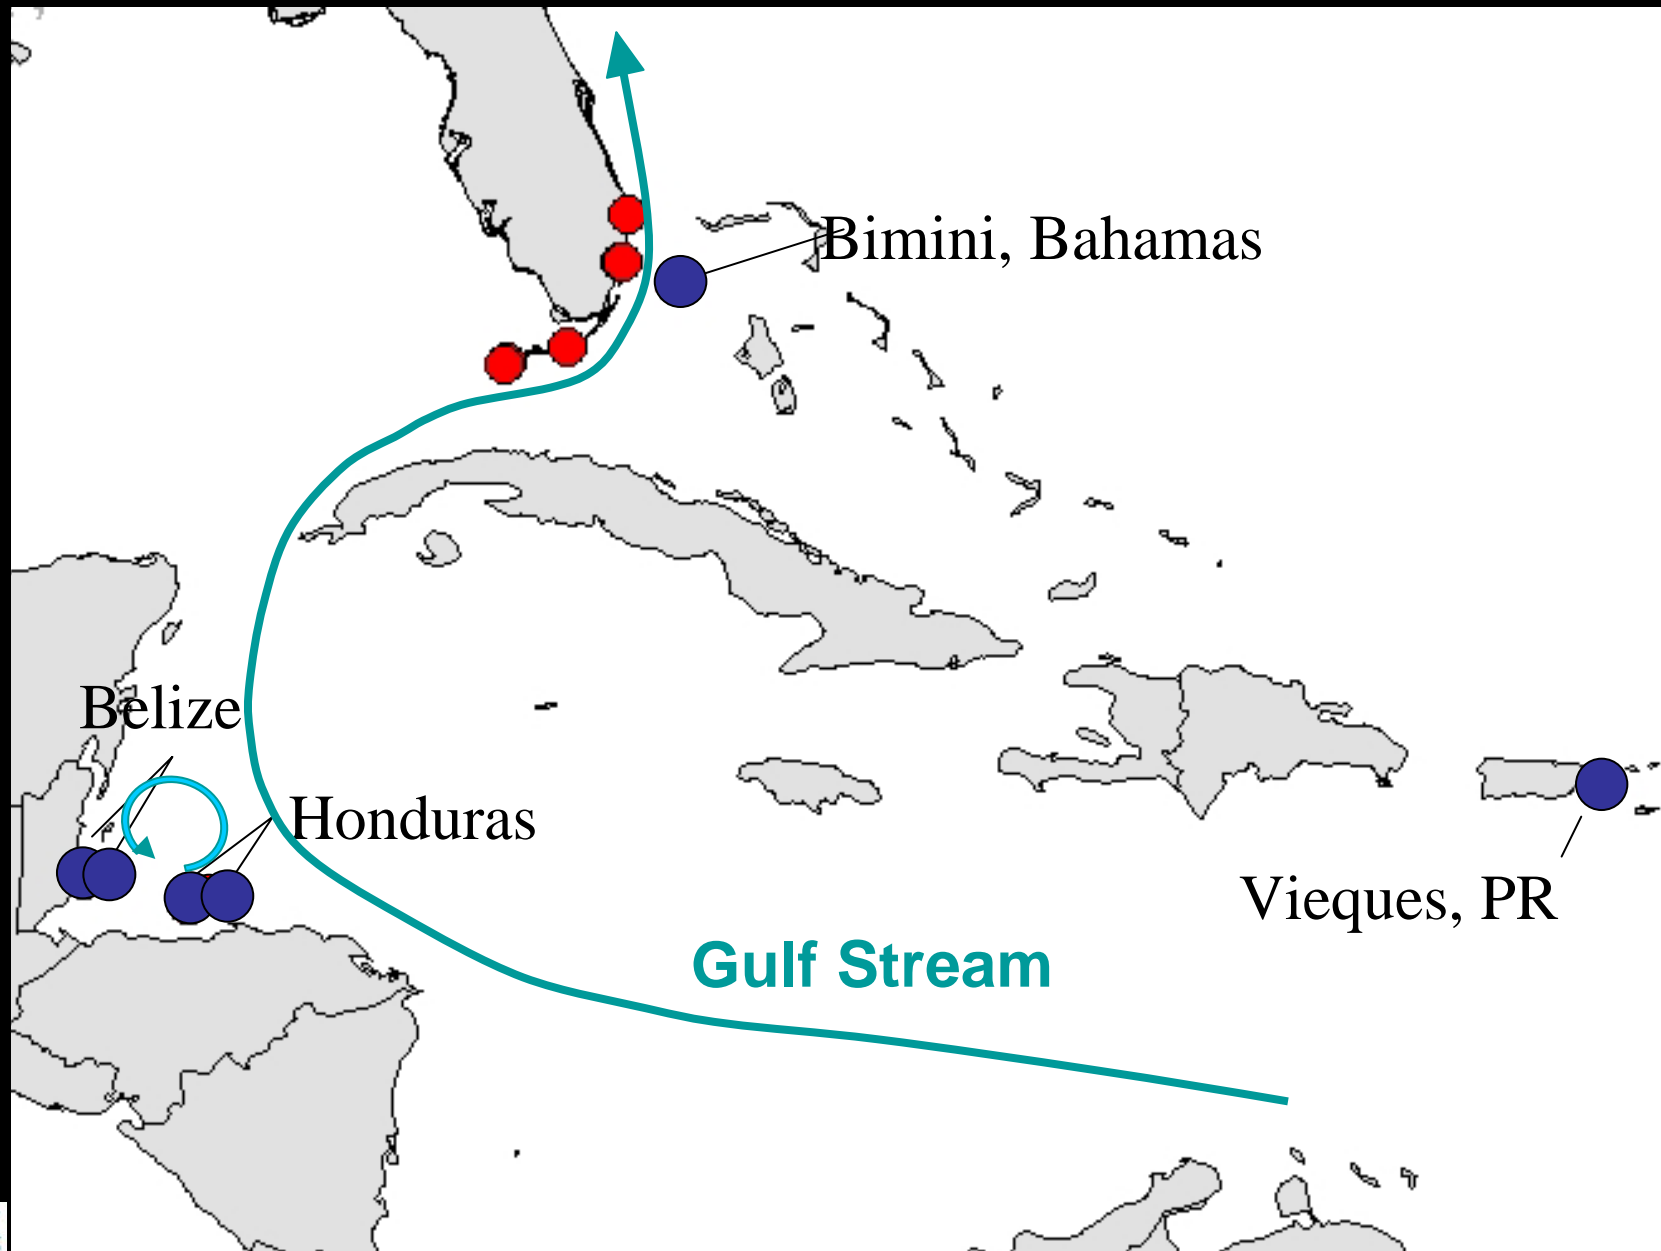 Bimini, Bahamas
Belize
Honduras
Vieques, PR
Gulf Stream